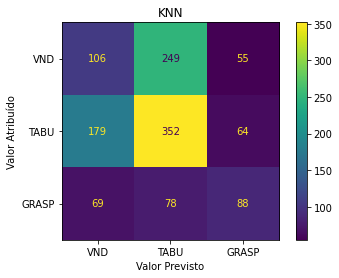 KNN
VND 106 249 55
TABU 179 352 64
GRASP 69 78 88
VND TABU GRASP
Valor Previsto
Valor Atribuído
350
300
250
200
150
100